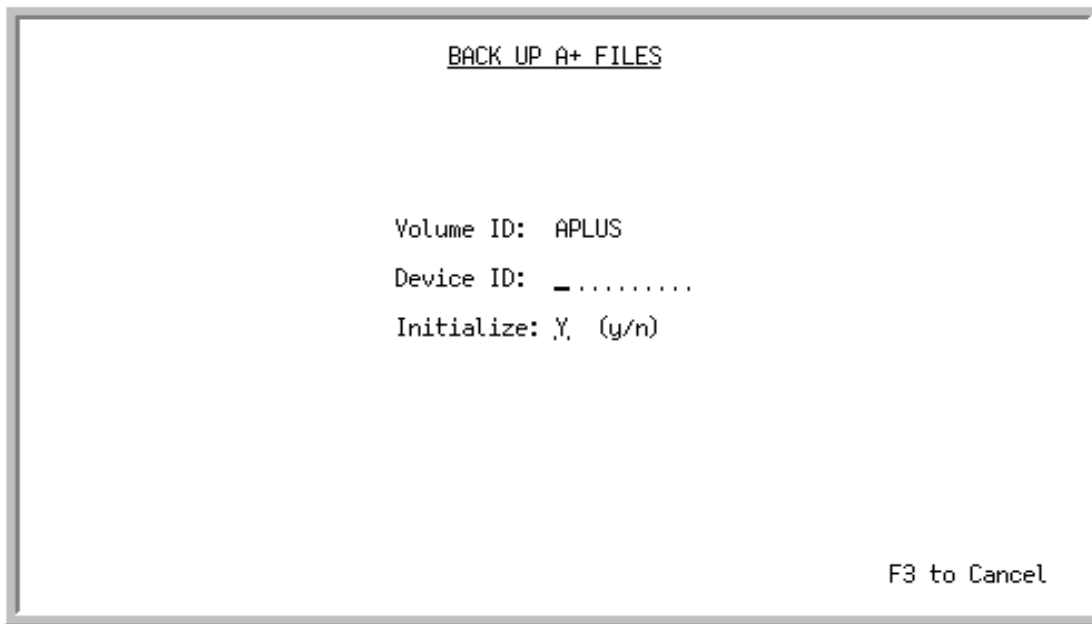 BACK UP A+ FILES
Volume ID: APLUS
Device ID: _.........
Initialize: Y (y/n)
F3 to Cancel